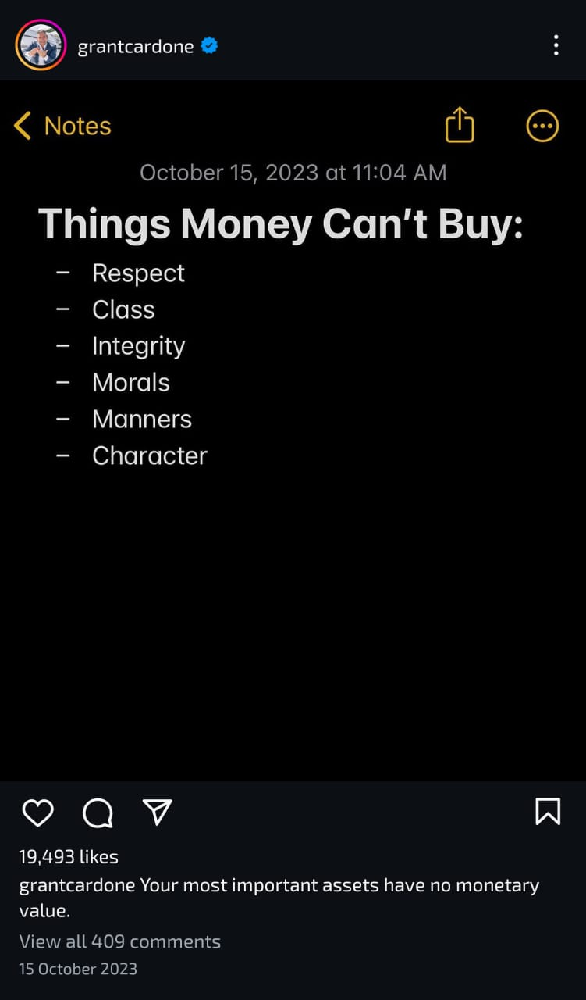 grantcardone
Notes
October 15, 2023 at 11:04 AM
Things Money Can't Buy:
– Respect
– Class
– Integrity
– Morals
– Manners
– Character
19,493 likes
grantcardone Your most important assets have no monetary
value.
View all 409 comments
15 October 2023